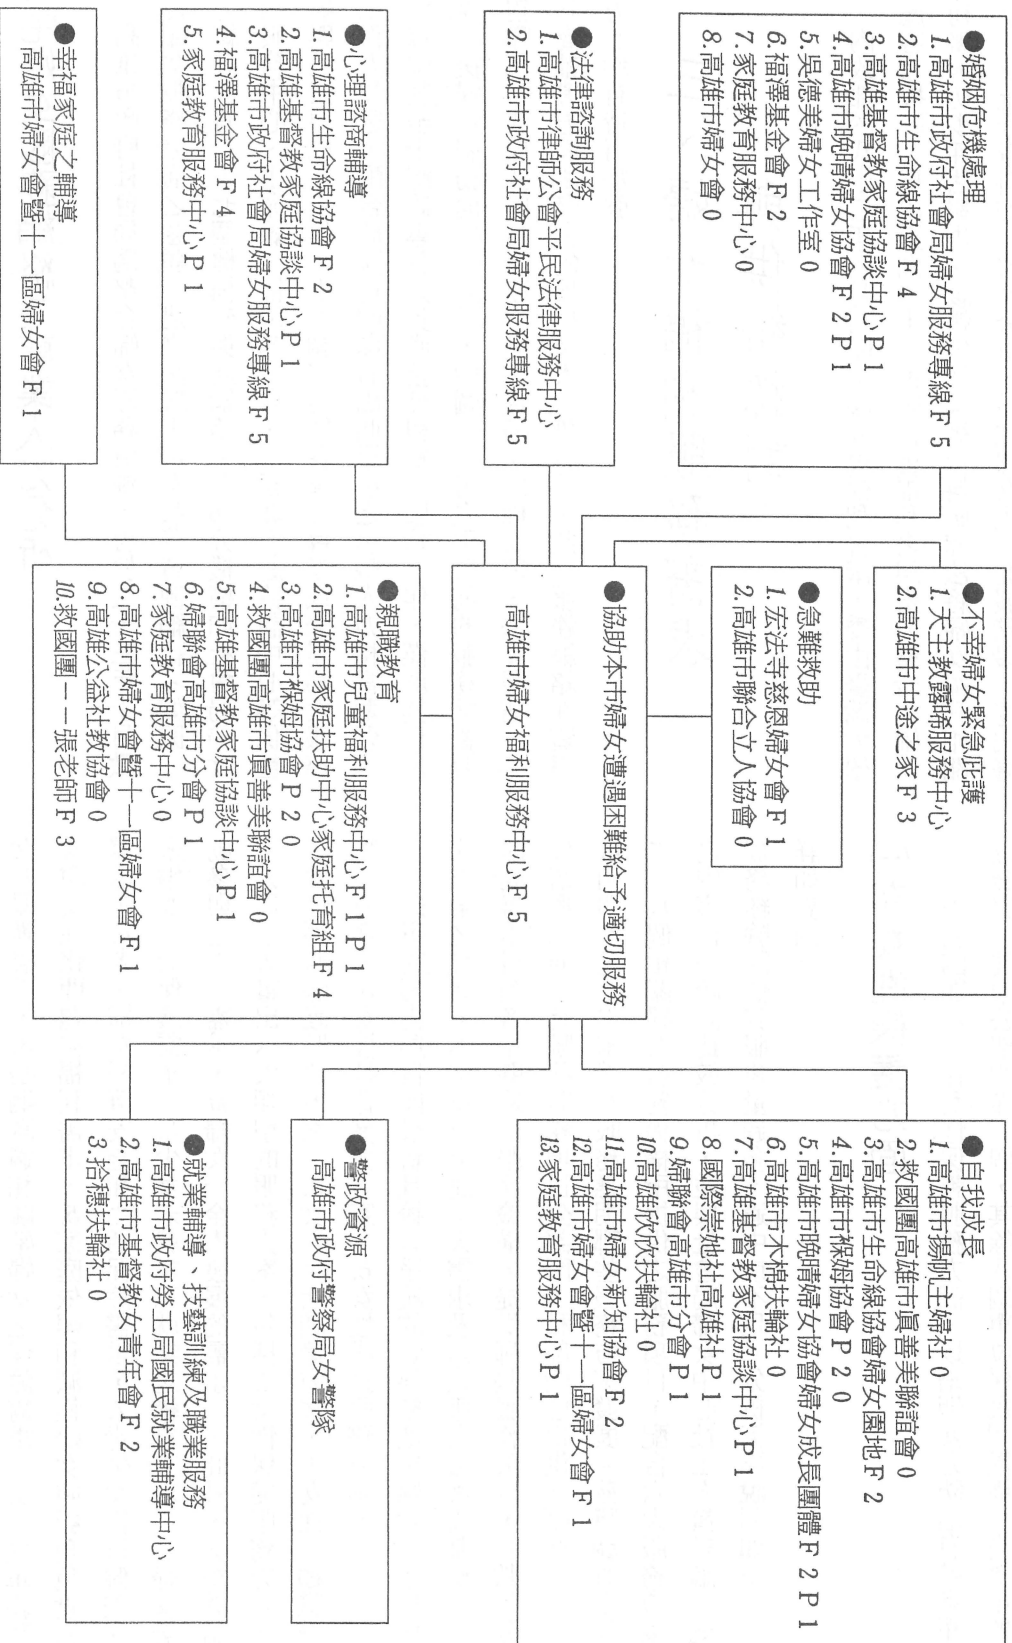 ●婚姻危機處理
1.高雄市政府社會局婦女服務專線F 5
2.高雄市生命線協會F 4
3.高雄基督教家庭協談中心P 1
4.高雄市晚晴婦女協會F 2 P 1
5.吳德美婦女工作室0
6.福澤基金會F 2
7.家庭教育服務中心0
8.高雄市婦女會0
●法律諮詢服務
1.高雄市律師公會平民法律服務中心
2.高雄市政府社會局婦女服務專線F 5
●心理諮商輔導
1.高雄市生命線協會F 2
2.高雄基督教家庭協談中心P 1
3.高雄市政府社會局婦女服務專線F 5
4.福澤基金會F 4
5.家庭教育服務中心P 1
●幸福家庭之輔導
高雄市婦女會暨十一區婦女會F 1
●不幸婦女緊急庇護
1.天主教露晞服務中心
2.高雄市中途之家F 3
●急難救助
1.宏法寺慈恩婦女會F 1
2.高雄市聯合立人協會0
●協助本市婦女遭遇困難給予適切服務
高雄市婦女福利服務中心F 5
●親職教育
1.高雄市兒童福利服務中心F 1 P 1
2.高雄市家庭扶助中心家庭托育組F 4
3.高雄市褓姆協會P 2 0
4.救國團高雄市眞善美聯誼會0
5.高雄基督教家庭協談中心P 1
6.婦聯會高雄市分會P 1
7.家庭教育服務中心0
8.高雄市婦女會暨十一區婦女會F 1
9.高雄公益社教協會0
10.救國團－－張老師F 3
●自我成長
1.高雄市揚帆主婦社0
2.救國團高雄市眞善美聯誼會0
3.高雄市生命線協會婦女園地F 2
4.高雄市褓姆協會P 2 0
5.高雄市晚晴婦女協會婦女成長團體F 2 P 1
6.高雄市木棉扶輪社0
7.高雄基督教家庭協談中心P 1
8.國際崇她社高雄社P 1
9.婦聯會高雄市分會P 1
10.高雄欣欣扶輪社0
11.高雄市婦女新知協會F 2
12.高雄市婦女會暨十一區婦女會F 1
13.家庭教育服務中心P 1
●警政資源
高雄市政府警察局女警隊
●就業輔導、技藝訓練及職業服務
1.高雄市政府勞工局國民就業輔導中心
2.高雄市基督教女青年會F 2
3.拾穗扶輪社0